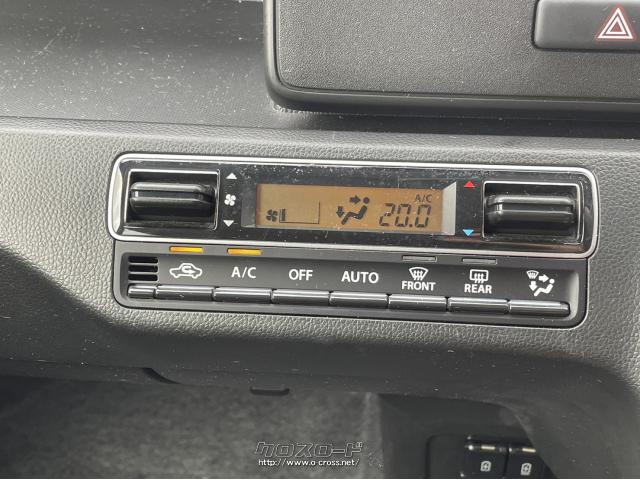 A/C
20.0
A/C OFF AUTO FRONT REAR
クロスロード
http://www.o-cross.net/